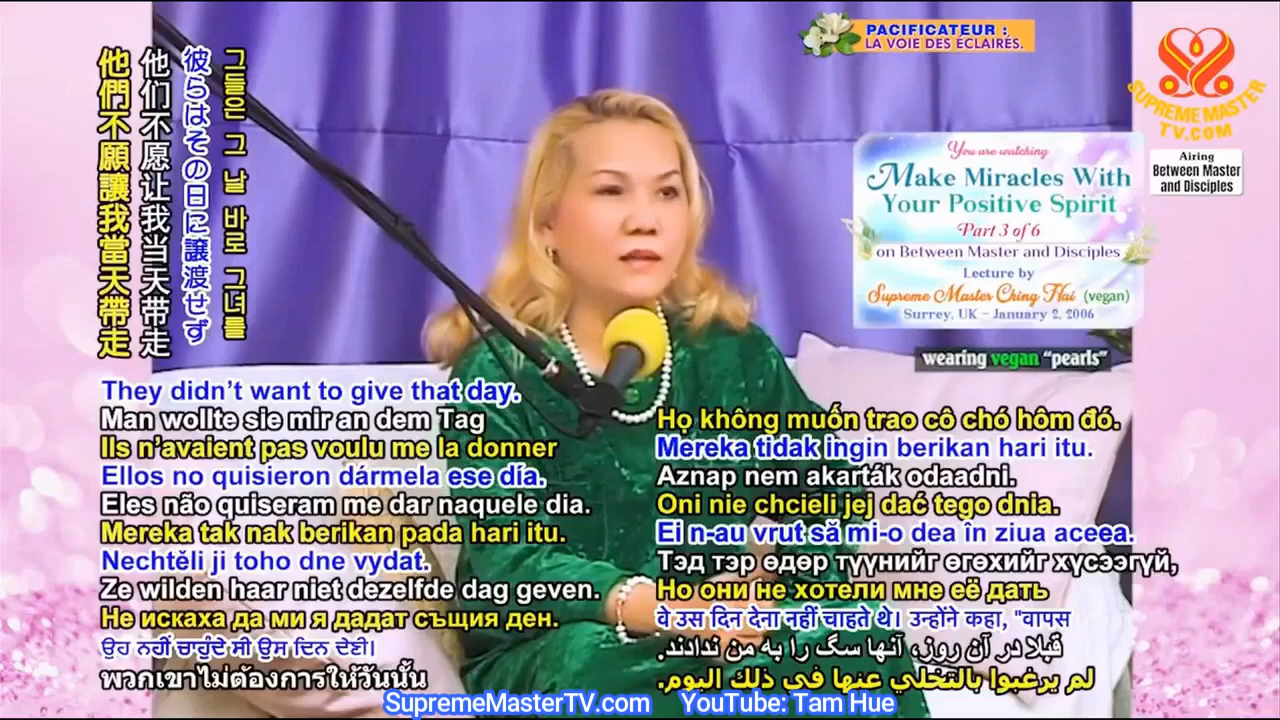 PACIFICATEUR :
LA VOIE DES ÉCLAIRÉS.
SUPREME MASTER
TV.COM
Airing
Between Master
and Disciples
You are watching
Make Miracles With
Your Positive Spirit
Part 3 of 6
on Between Master and Disciples
Lecture by
Supreme Master Ching Hai (vegan)
Surrey, UK – January 2, 2006
wearing vegan “pearls”
그들은 그 날 바로 그녀를
彼らはその日に譲渡せず
他们不愿让我当天带走
他們不願讓我當天帶走
They didn’t want to give that day.
Man wollte sie mir an dem Tag
Ils n’avaient pas voulu me la donner
Ellos no quisieron dármela ese día.
Eles não quiseram me dar naquele dia.
Mereka tak nak berikan pada hari itu.
Nechtěli ji toho dne vydat.
Ze wilden haar niet dezelfde dag geven.
Не искаха да ми я дадат същия ден.
ਉਹ ਨਹੀਂ ਚਾਹੁੰਦੇ ਸੀ ਉਸ ਦਿਨ ਦੇਣੀ।
พวกเขาไม่ต้องการให้วันนั้น
Họ không muốn trao cô chó hôm đó.
Mereka tidak ingin berikan hari itu.
Aznap nem akarták odaadni.
Oni nie chcieli jej dać tego dnia.
Ei n-au vrut să mi-o dea în ziua aceea.
Тэд тэр өдөр түүнийг өгөхийг хүсээгүй,
Но они не хотели мне её дать
वे उस दिन देना नहीं चाहते थे। उन्होंने कहा, "वापस
قبلا در آن روز، آنها سگ را به من ندادند.
لم يرغبوا بالتخلي عنها في ذلك اليوم.
SupremeMasterTV.com YouTube: Tam Hue